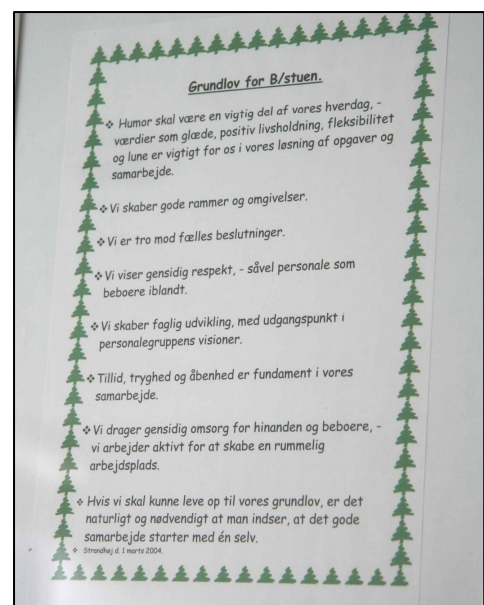 Grundlov for B/stuen.
❖ Humor skal være en vigtig del af vores hverdag, -
værdier som glæde, positiv livsholdning, fleksibilitet
og lune er vigtigt for os i vores løsning af opgaver og
samarbejde.
❖ Vi skaber gode rammer og omgivelser.
❖ Vi er tro mod fælles beslutninger.
❖ Vi viser gensidig respekt, - såvel personale som
beboere iblandt.
❖ Vi skaber faglig udvikling, med udgangspunkt i
personalegruppens visioner.
❖ Tillid, tryghed og åbenhed er fundament i vores
samarbejde.
❖ Vi drager gensidig omsorg for hinanden og beboere, -
vi arbejder aktivt for at skabe en rummelig
arbejdsplads.
❖ Hvis vi skal kunne leve op til vores grundlov, er det
naturligt og nødvendigt at man indser, at det gode
samarbejde starter med én selv.
❖ Strandhøj d. 1 marts 2004.